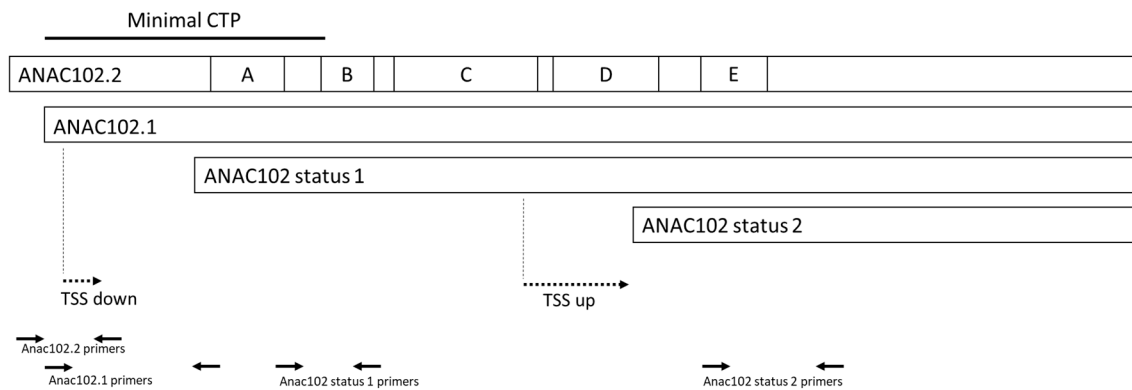 Minimal CTP
ANAC102.2 A B C D E
ANAC102.1
ANAC102 status 1
ANAC102 status 2
TSS down
TSS up
Anac102.2 primers
Anac102.1 primers Anac102 status 1 primers Anac102 status 2 primers